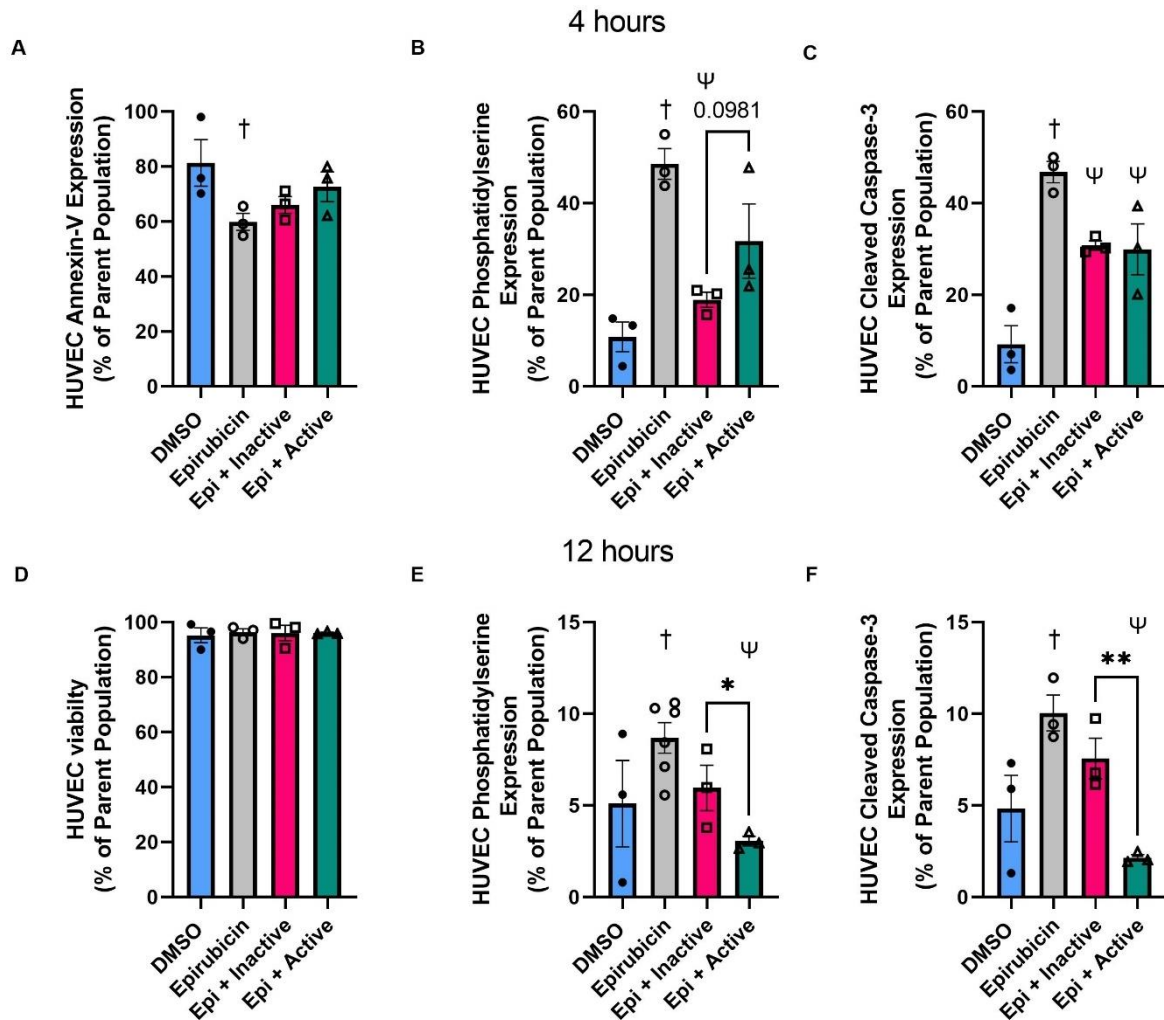 4 hours
A
HUVEC Annexin-V Expression
(% of Parent Population)
100
80
60
40
20
0
†
DMSO
Epirubicin
Epi + Inactive
Epi + Active
B
HUVEC Phosphatidylserine
Expression
(% of Parent Population)
60
40
20
0
†
Ψ
0.0981
DMSO
Epirubicin
Epi + Inactive
Epi + Active
C
HUVEC Cleaved Caspase-3
Expression
(% of Parent Population)
60
40
20
0
†
Ψ
Ψ
DMSO
Epirubicin
Epi + Inactive
Epi + Active
12 hours
D
HUVEC viabilty
(% of Parent Population)
100
80
60
40
20
0
DMSO
Epirubicin
Epi + Inactive
Epi + Active
E
HUVEC Phosphatidylserine
Expression
(% of Parent Population)
15
10
5
0
†
Ψ
*
DMSO
Epirubicin
Epi + Inactive
Epi + Active
F
HUVEC Cleaved Caspase-3
Expression
(% of Parent Population)
15
10
5
0
†
Ψ
**
DMSO
Epirubicin
Epi + Inactive
Epi + Active